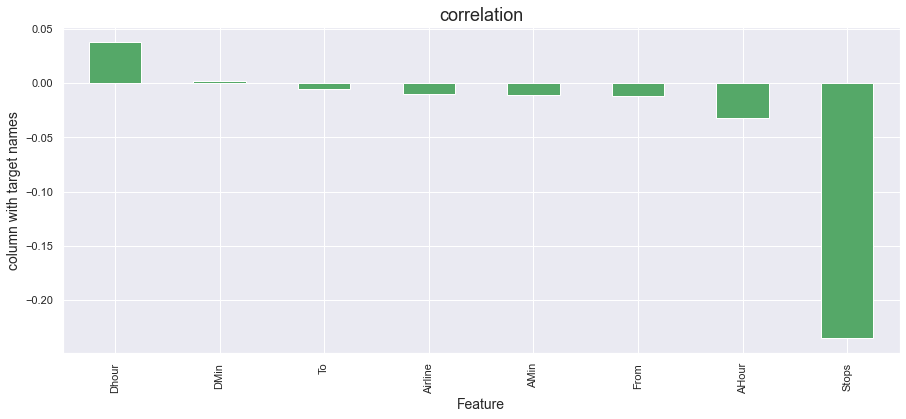 correlation
column with target names
0.05
0.00
−0.05
−0.10
−0.15
−0.20
Dhour
DMin
To
Airline
AMin
From
AHour
Stops
Feature